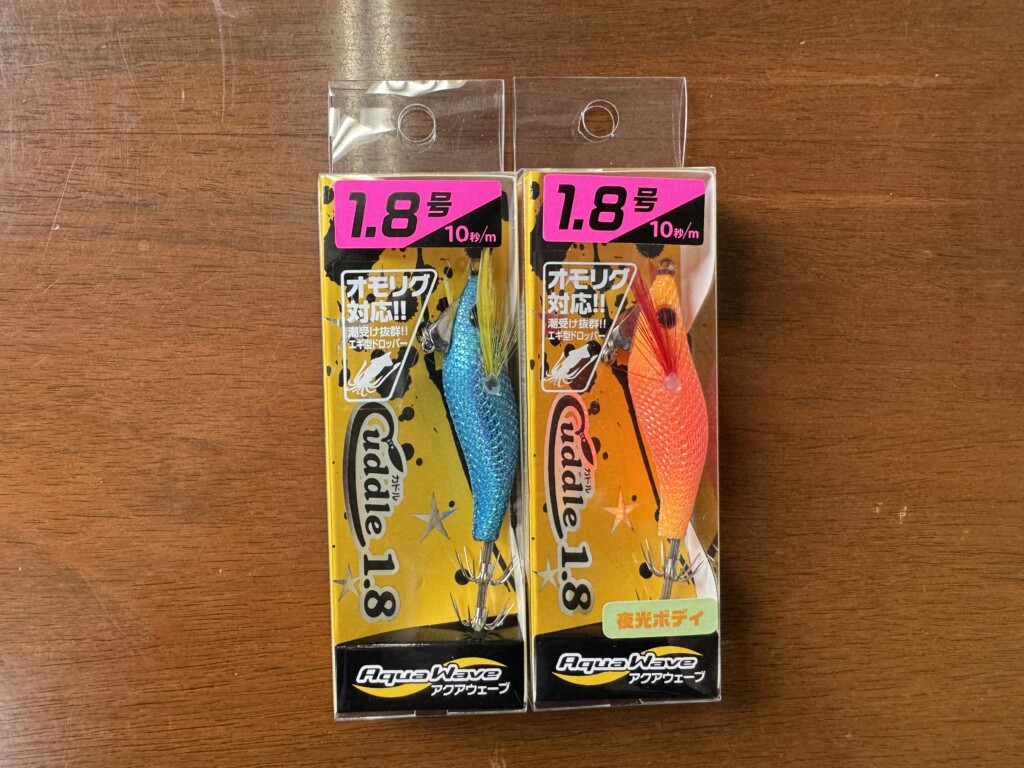 1.8号
10秒/m
オモリグ
対応!!
潮受け抜群!!
エギ型ドロッパー
Cuddle 1.8
カドル
AquaWave
アクアウェーブ
1.8号
10秒/m
オモリグ
対応!!
潮受け抜群!!
エギ型ドロッパー
Cuddle 1.8
カドル
夜光ボディ
AquaWave
アクアウェーブ